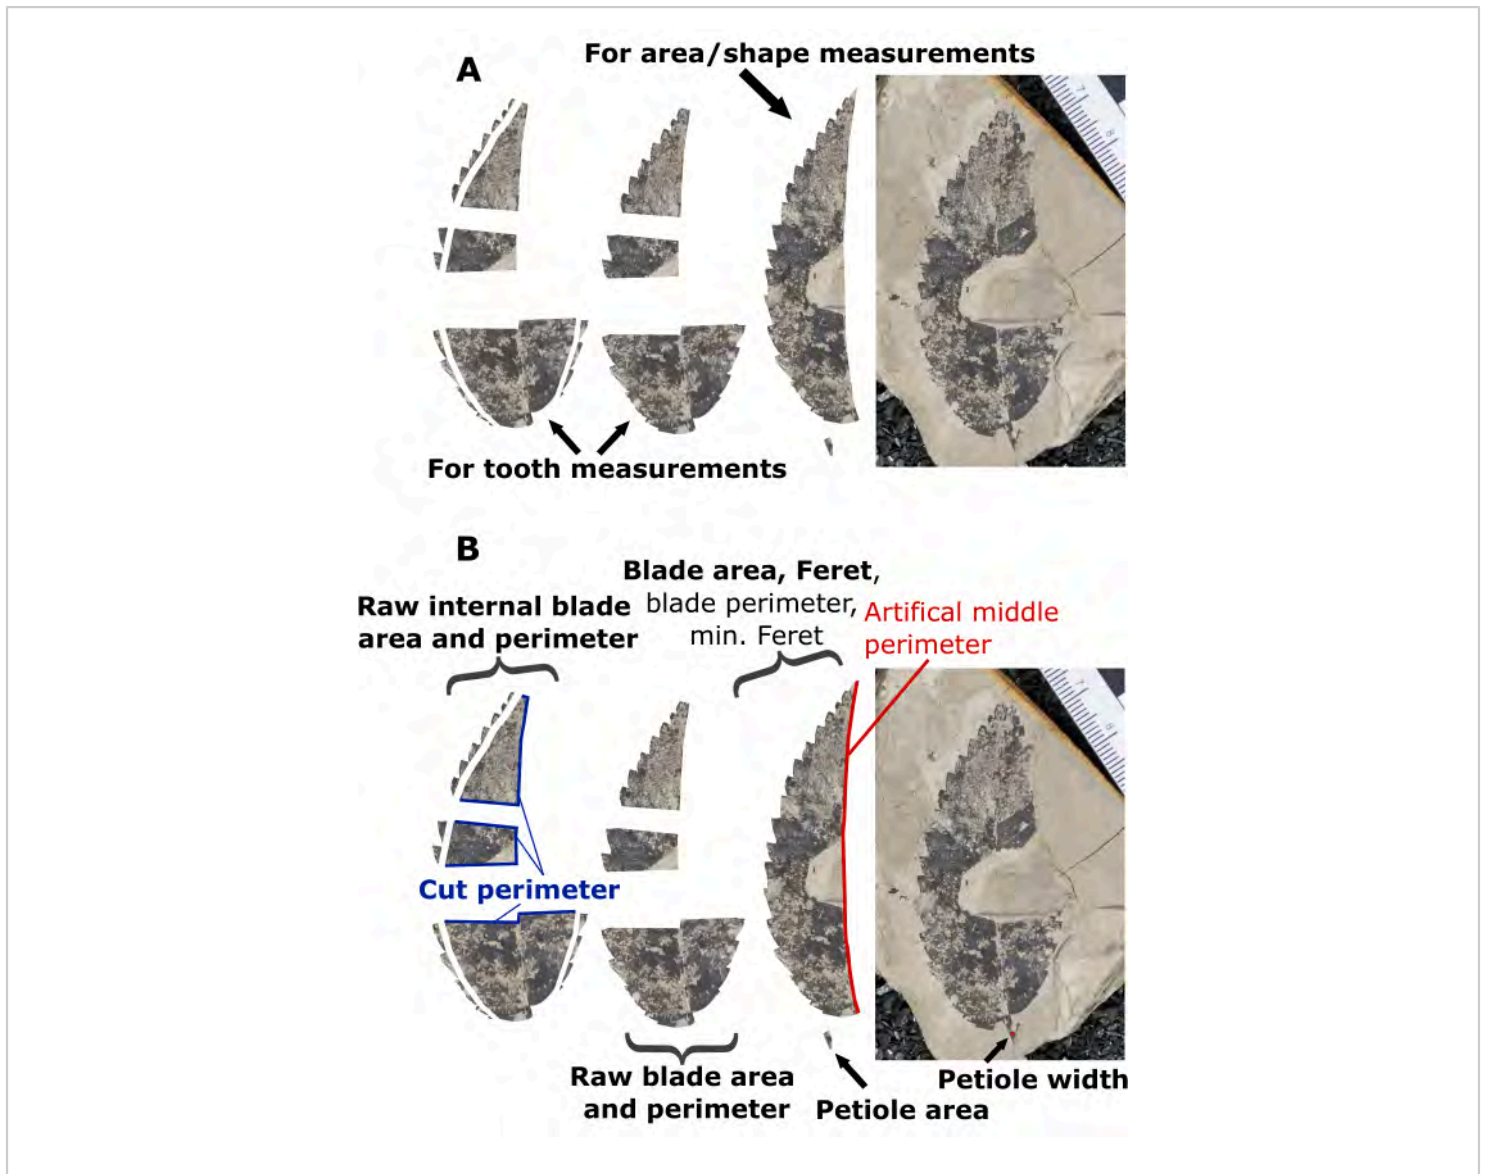 A
For area/shape measurements
For tooth measurements
B
Blade area, Feret,
blade perimeter,
min. Feret
Raw internal blade
area and perimeter
Artifical middle
perimeter
Cut perimeter
Raw blade area
and perimeter
Petiole area
Petiole width